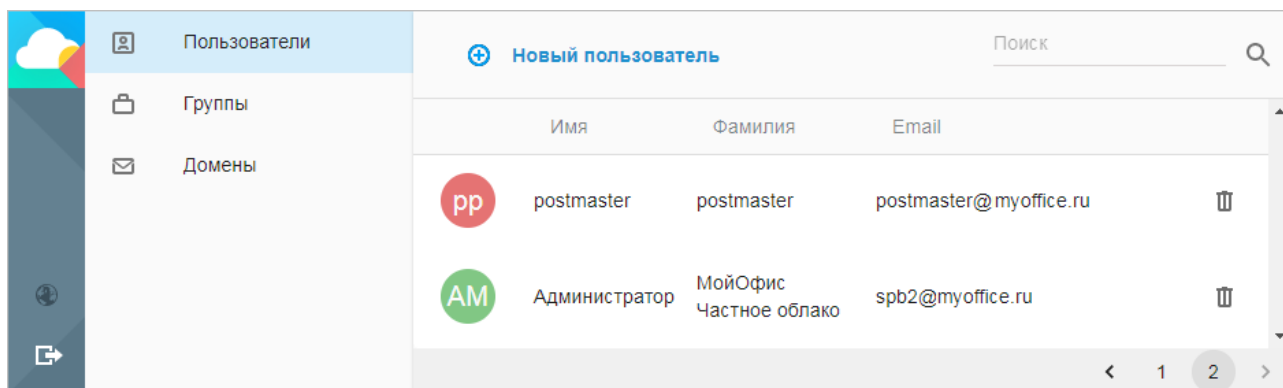 Пользователи
Группы
Домены
Новый пользователь
Поиск
Имя Фамилия Email
pp postmaster postmaster postmaster@myoffice.ru
АМ Администратор МойОфис
Частное облако spb2@myoffice.ru
1 2